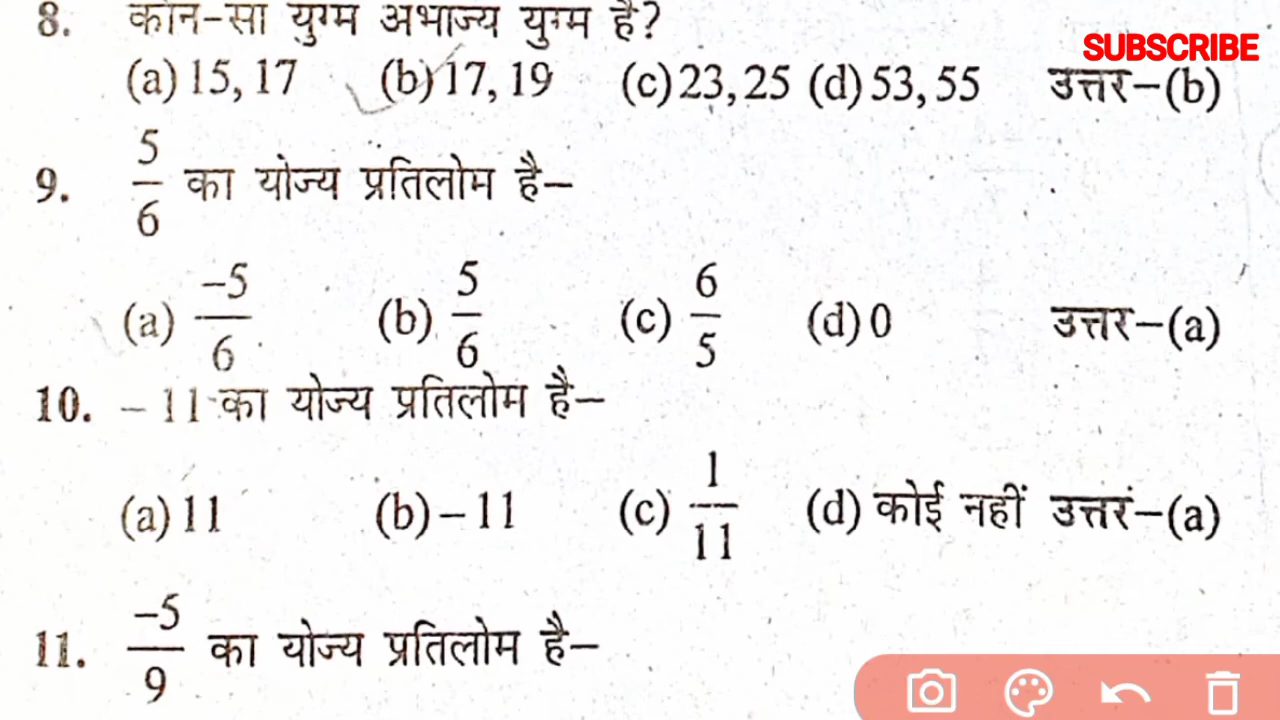 8. कौन-सा युग्म अभाज्य युग्म है?
SUBSCRIBE
(a) 15, 17 (b) 17, 19 (c) 23, 25 (d) 53, 55 उत्तर–(b)
9. 5/6 का योज्य प्रतिलोम है–
(a) –5/6 (b) 5/6 (c) 6/5 (d) 0 उत्तर–(a)
10. – 11 का योज्य प्रतिलोम है–
(a) 11 (b) – 11 (c) 1/11 (d) कोई नहीं उत्तर–(a)
11. –5/9 का योज्य प्रतिलोम है–